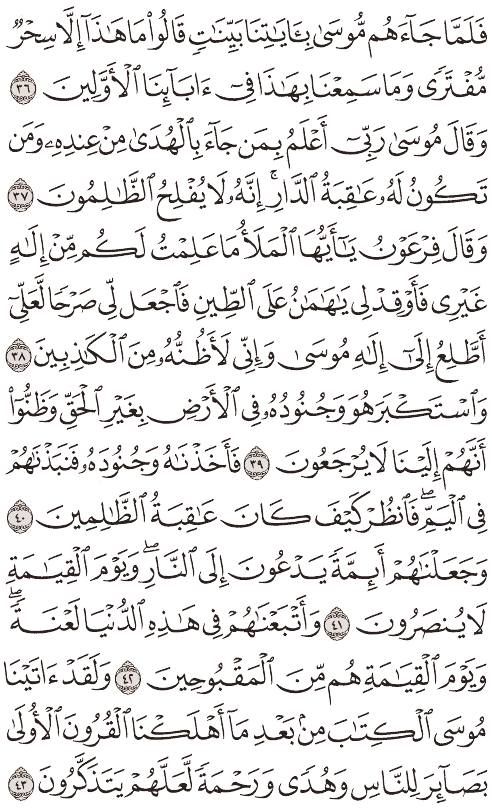 فَلَمَّا جَآءَهُم مُّوسَىٰ بِـَٔايَـٰتِنَا بَيِّنَـٰتٍ قَالُوا۟ مَا هَـٰذَآ إِلَّا سِحْرٌ
مُّفْتَرًى وَمَا سَمِعْنَا بِهَـٰذَا فِىٓ ءَابَآئِنَا ٱلْأَوَّلِينَ ٣٦
وَقَالَ مُوسَىٰ رَبِّىٓ أَعْلَمُ بِمَن جَآءَ بِٱلْهُدَىٰ مِنْ عِندِهِۦ وَمَن
تَكُونُ لَهُۥ عَـٰقِبَةُ ٱلدَّارِ ۖ إِنَّهُۥ لَا يُفْلِحُ ٱلظَّـٰلِمُونَ ٣٧
وَقَالَ فِرْعَوْنُ يَـٰٓأَيُّهَا ٱلْمَلَأُ مَا عَلِمْتُ لَكُم مِّنْ إِلَـٰهٍ
غَيْرِى فَأَوْقِدْ لِى يَـٰهَـٰمَـٰنُ عَلَى ٱلطِّينِ فَٱجْعَل لِّى صَرْحًا لَّعَلِّىٓ
أَطَّلِعُ إِلَىٰٓ إِلَـٰهِ مُوسَىٰ وَإِنِّى لَأَظُنُّهُۥ مِنَ ٱلْكَـٰذِبِينَ ٣٨
وَٱسْتَكْبَرَ هُوَ وَجُنُودُهُۥ فِى ٱلْأَرْضِ بِغَيْرِ ٱلْحَقِّ وَظَنُّوٓا۟
أَنَّهُمْ إِلَيْنَا لَا يُرْجَعُونَ ٣٩ فَأَخَذْنَـٰهُ وَجُنُودَهُۥ فَنَبَذْنَـٰهُمْ
فِى ٱلْيَمِّ ۖ فَٱنظُرْ كَيْفَ كَانَ عَـٰقِبَةُ ٱلظَّـٰلِمِينَ ٤٠
وَجَعَلْنَـٰهُمْ أَئِمَّةً يَدْعُونَ إِلَى ٱلنَّارِ ۖ وَيَوْمَ ٱلْقِيَـٰمَةِ
لَا يُنصَرُونَ ٤١ وَأَتْبَعْنَـٰهُمْ فِى هَـٰذِهِ ٱلدُّنْيَا لَعْنَةً ۖ
وَيَوْمَ ٱلْقِيَـٰمَةِ هُم مِّنَ ٱلْمَقْبُوحِينَ ٤٢ وَلَقَدْ ءَاتَيْنَا
مُوسَى ٱلْكِتَـٰبَ مِنۢ بَعْدِ مَآ أَهْلَكْنَا ٱلْقُرُونَ ٱلْأُولَىٰ
بَصَآئِرَ لِلنَّاسِ وَهُدًى وَرَحْمَةً لَّعَلَّهُمْ يَتَذَكَّرُونَ ٤٣